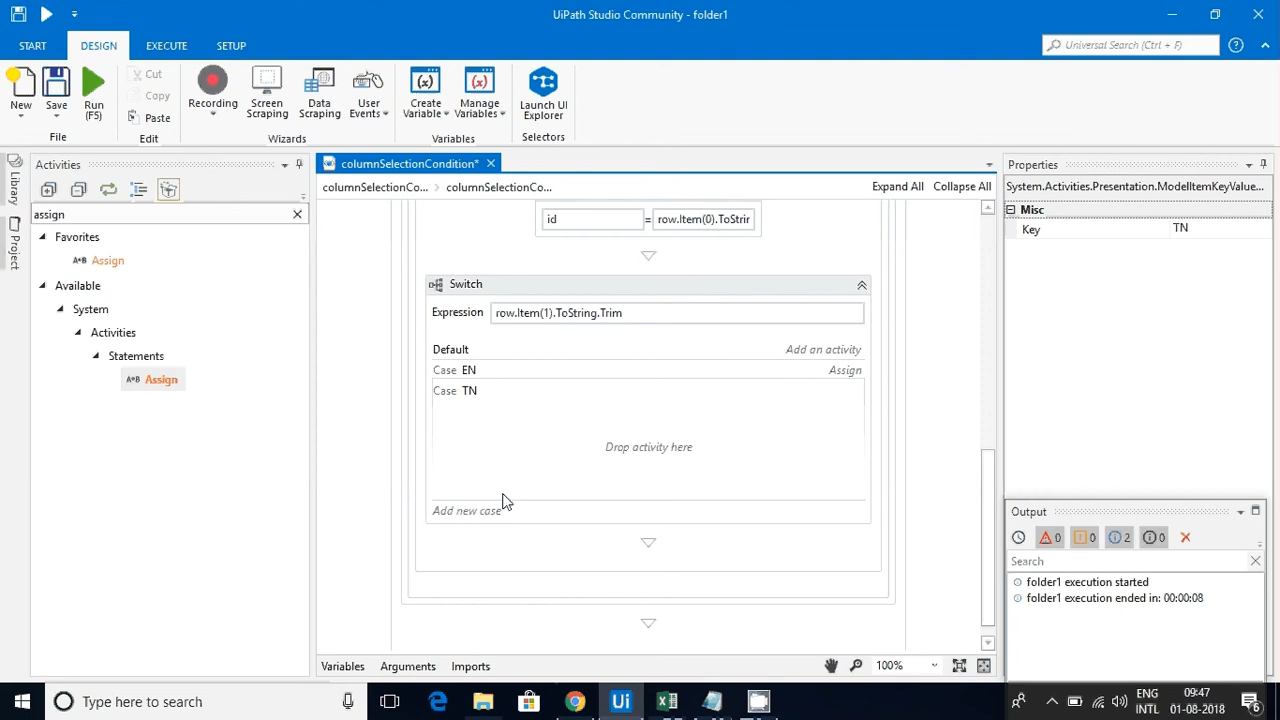 UiPath Studio Community - folder1
START
DESIGN
EXECUTE
SETUP
Universal Search (Ctrl + F)
New
Save
Run (F5)
Cut
Copy
Paste
Recording
Screen Scraping
Data Scraping
User Events
Create Variable
Manage Variables
Launch UI Explorer
File
Edit
Wizards
Variables
Selectors
Library
Project
Activities
assign
Favorites
A+B Assign
Available
System
Activities
Statements
A+B Assign
columnSelectionCondition*
columnSelectionCo...
columnSelectionCo...
Expand All
Collapse All
id = row.Item(0).ToStrir
Switch
Expression row.Item(1).ToString.Trim
Default Add an activity
Case EN Assign
Case TN
Drop activity here
Add new case
Variables
Arguments
Imports
100%
Properties
System.Activities.Presentation.ModelItemKeyValue...
Misc
Key TN
Output
0
0
2
0
Search
folder1 execution started
folder1 execution ended in: 00:00:08
Type here to search
Ui
ENG
INTL
09:47
01-08-2018
6